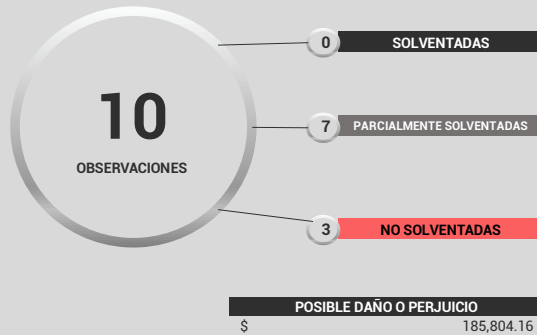 10
OBSERVACIONES
0 SOLVENTADAS
7 PARCIALMENTE SOLVENTADAS
3 NO SOLVENTADAS
POSIBLE DAÑO O PERJUICIO
$ 185,804.16